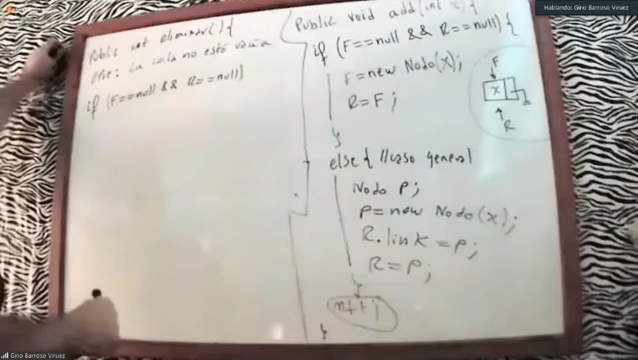 Hablando: Gino Barroso Viruez
Public int eliminar() {
//Pre: La cola no está vacía
if (F==null && R==null)
Public void add(int x) {
if (F==null && R==null) {
F=new Nodo(x);
R=F;
}
else { //caso general
Nodo p;
p=new Nodo(x);
R.link=p;
R=p;
}
n++;
}
F
x
R
Gino Barroso Viruez